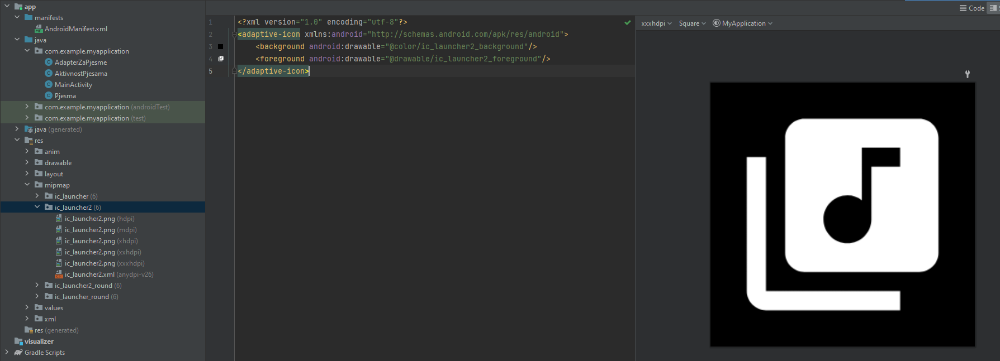 app
manifests
AndroidManifest.xml
java
com.example.myapplication
AdapterZaPjesme
AktivnostPjesama
MainActivity
Pjesma
com.example.myapplication (androidTest)
com.example.myapplication (test)
java (generated)
res
anim
drawable
layout
mipmap
ic_launcher (6)
ic_launcher2 (6)
ic_launcher2.png (hdpi)
ic_launcher2.png (mdpi)
ic_launcher2.png (xhdpi)
ic_launcher2.png (xxhdpi)
ic_launcher2.png (xxxhdpi)
ic_launcher2.xml (anydpi-v26)
ic_launcher2_round (6)
ic_launcher_round (6)
values
xml
res (generated)
visualizer
Gradle Scripts
1 <?xml version="1.0" encoding="utf-8"?>
2 <adaptive-icon xmlns:android="http://schemas.android.com/apk/res/android">
3 <background android:drawable="@color/ic_launcher2_background"/>
4 <foreground android:drawable="@drawable/ic_launcher2_foreground"/>
5 </adaptive-icon>
Code
xxxhdpi Square MyApplication